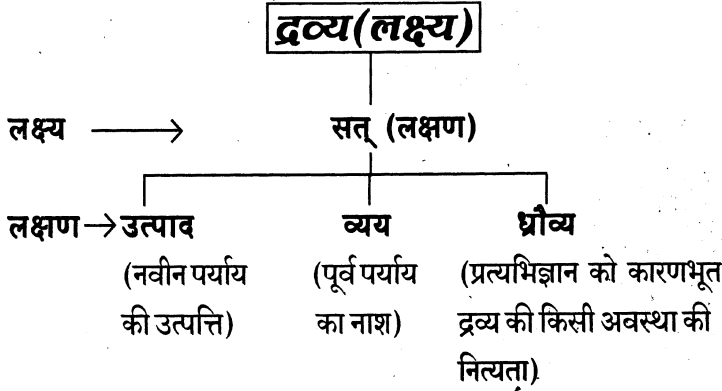 द्रव्य(लक्ष्य)
लक्ष्य → सत् (लक्षण)
लक्षण→ उत्पाद व्यय ध्रौव्य
(नवीन पर्याय (पूर्व पर्याय (प्रत्यभिज्ञान को कारणभूत
की उत्पत्ति) का नाश) द्रव्य की किसी अवस्था की
नित्यता)